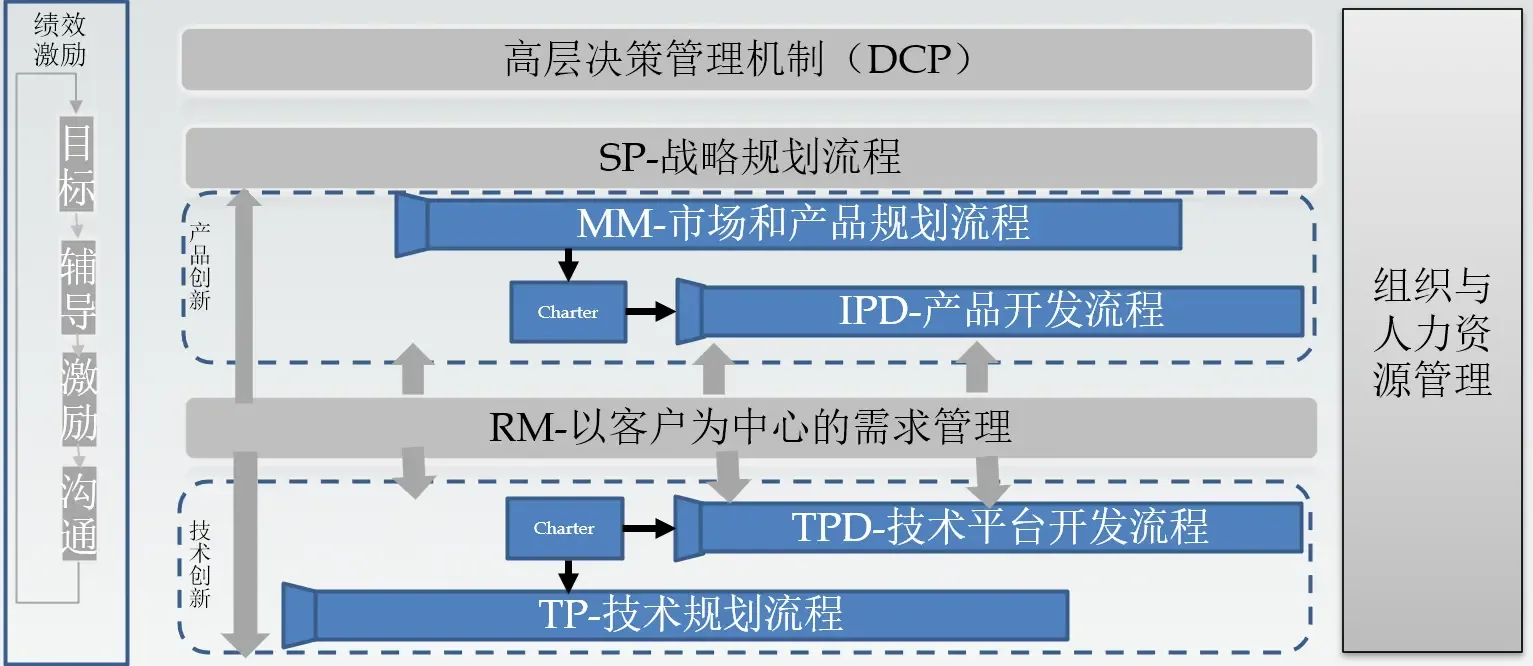 绩效
激励
目
标
辅
导
激
励
沟
通
高层决策管理机制（DCP）
SP-战略规划流程
产品创新
MM-市场和产品规划流程
Charter
IPD-产品开发流程
RM-以客户为中心的需求管理
技术创新
Charter
TPD-技术平台开发流程
TP-技术规划流程
组织与
人力资
源管理